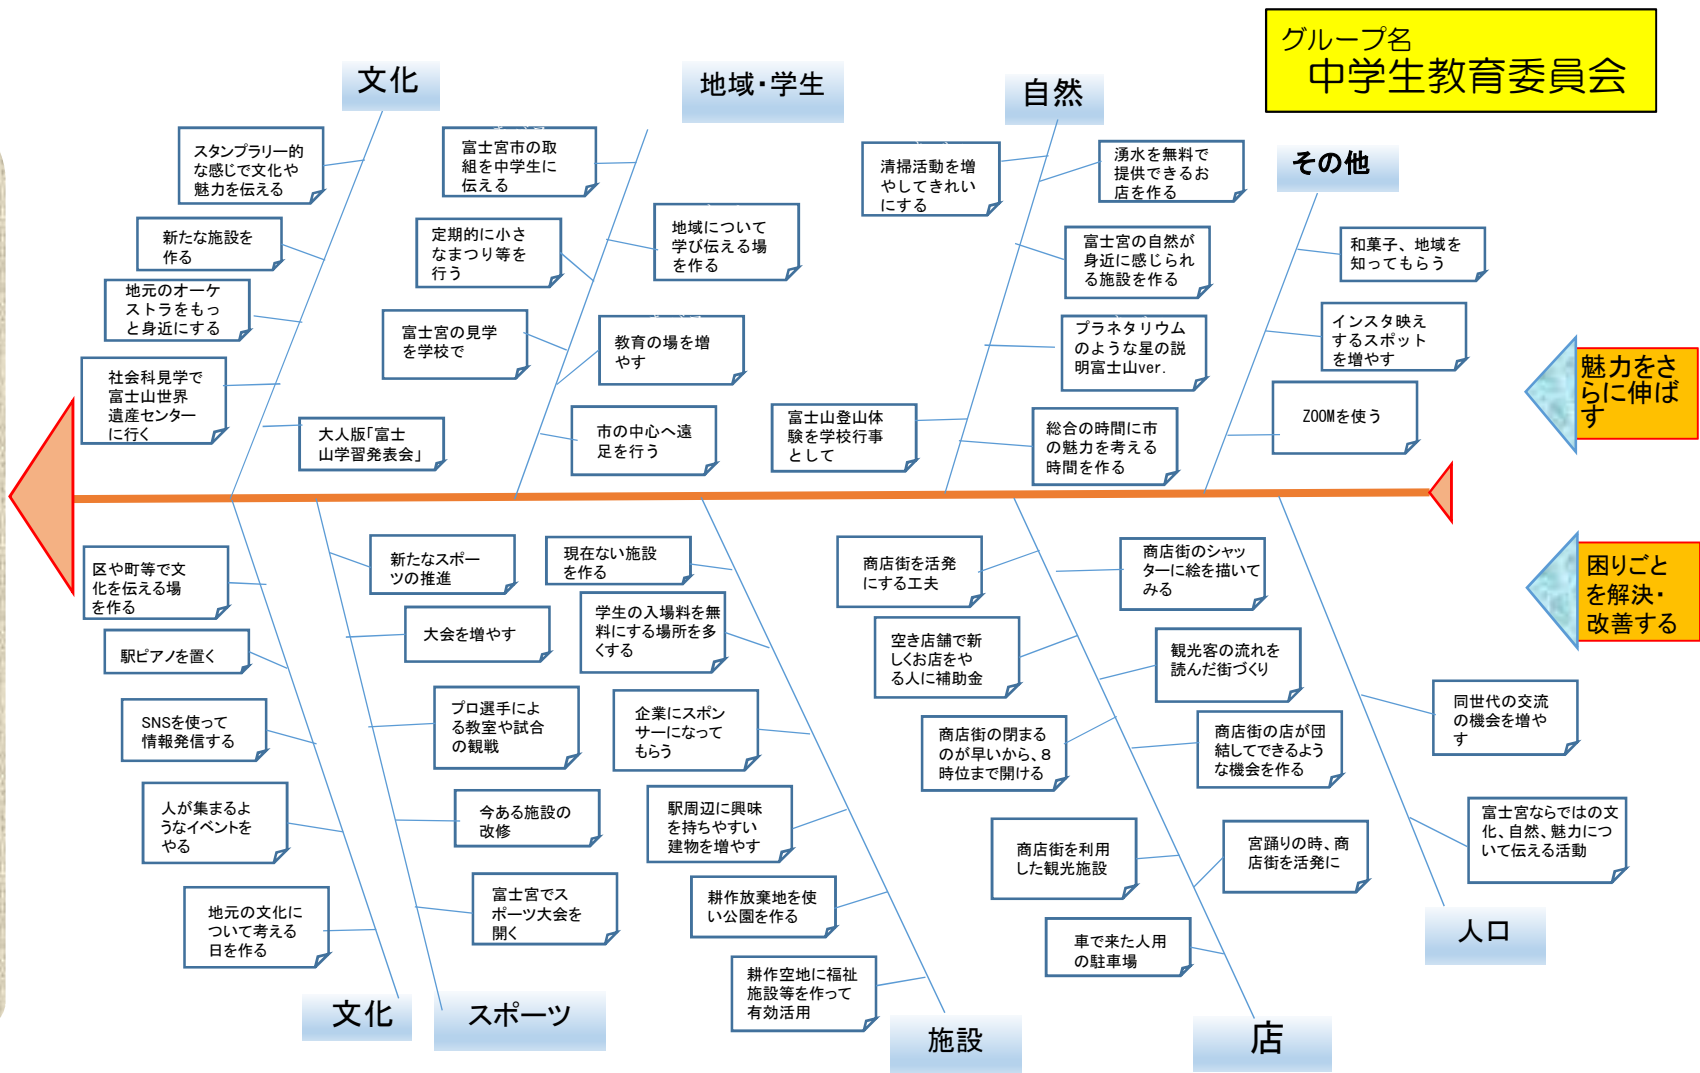 グループ名
中学生教育委員会
文化
スタンプラリー的
な感じで文化や
魅力を伝える
新たな施設を
作る
地元のオーケ
ストラをもっ
と身近にする
社会科見学で
富士山世界
遺産センター
に行く
大人版「富士
山学習発表会」
地域・学生
富士宮市の取
組を中学生に
伝える
定期的に小さ
なまつり等を
行う
地域について
学び伝える場
を作る
富士宮の見学
を学校で
教育の場を増
やす
市の中心へ遠
足を行う
自然
清掃活動を増
やしてきれい
にする
湧水を無料で
提供できるお
店を作る
富士宮の自然が
身近に感じられ
る施設を作る
プラネタリウム
のような星の説
明富士山ver.
富士山登山体
験を学校行事
として
総合の時間に市
の魅力を考える
時間を作る
その他
和菓子、地域を
知ってもらう
インスタ映え
するスポット
を増やす
ZOOMを使う
魅力をさ
らに伸ば
す
困りごと
を解決・
改善する
区や町等で文
化を伝える場
を作る
駅ピアノを置く
SNSを使って
情報発信する
人が集まるよ
うなイベントを
やる
地元の文化に
ついて考える
日を作る
文化
新たなスポー
ツの推進
大会を増やす
プロ選手によ
る教室や試合
の観戦
今ある施設の
改修
富士宮でス
ポーツ大会を
開く
スポーツ
現在ない施設
を作る
学生の入場料を無
料にする場所を多
くする
企業にスポン
サーになって
もらう
駅周辺に興味
を持ちやすい
建物を増やす
耕作放棄地を使
い公園を作る
耕作空地に福祉
施設等を作って
有効活用
施設
商店街を活発
にする工夫
商店街のシャッ
ターに絵を描いて
みる
空き店舗で新
しくお店をや
る人に補助金
観光客の流れを
読んだ街づくり
商店街の閉まる
のが早いから、8
時位まで開ける
商店街の店が団
結してできるよう
な機会を作る
商店街を利用
した観光施設
宮踊りの時、商
店街を活発に
車で来た人用
の駐車場
店
同世代の交流
の機会を増や
す
富士宮ならではの文
化、自然、魅力につ
いて伝える活動
人口